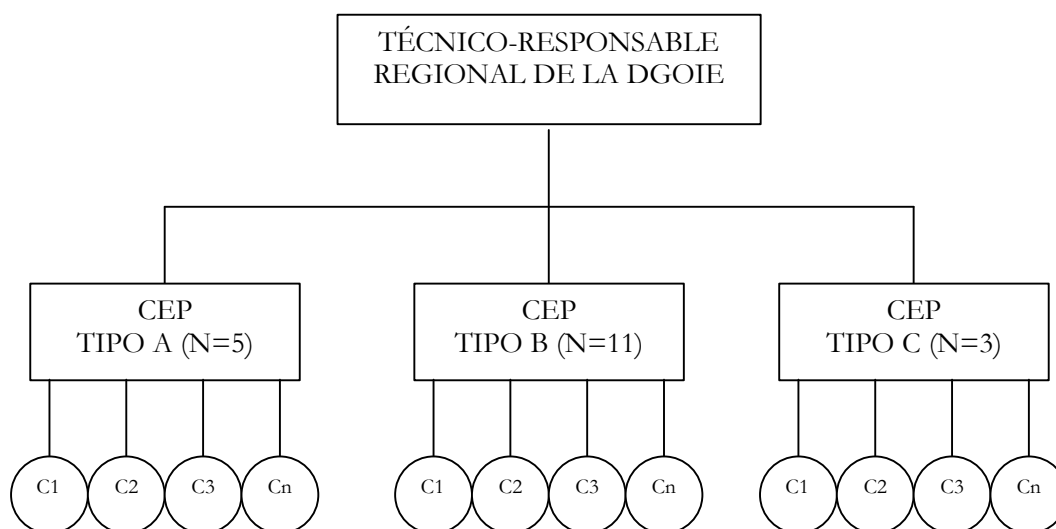 TÉCNICO-RESPONSABLE
REGIONAL DE LA DGOIE
CEP
TIPO A (N=5)
CEP
TIPO B (N=11)
CEP
TIPO C (N=3)
C1
C2
C3
Cn
C1
C2
C3
Cn
C1
C2
C3
Cn